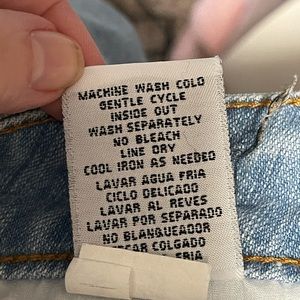 MACHINE WASH COLD
GENTLE CYCLE
INSIDE OUT
WASH SEPARATELY
NO BLEACH
LINE DRY
COOL IRON AS NEEDED
LAVAR AGUA FRIA
CICLO DELICADO
LAVAR AL REVES
LAVAR POR SEPARADO
NO BLANQUEADOR
COLGADO
FRIA